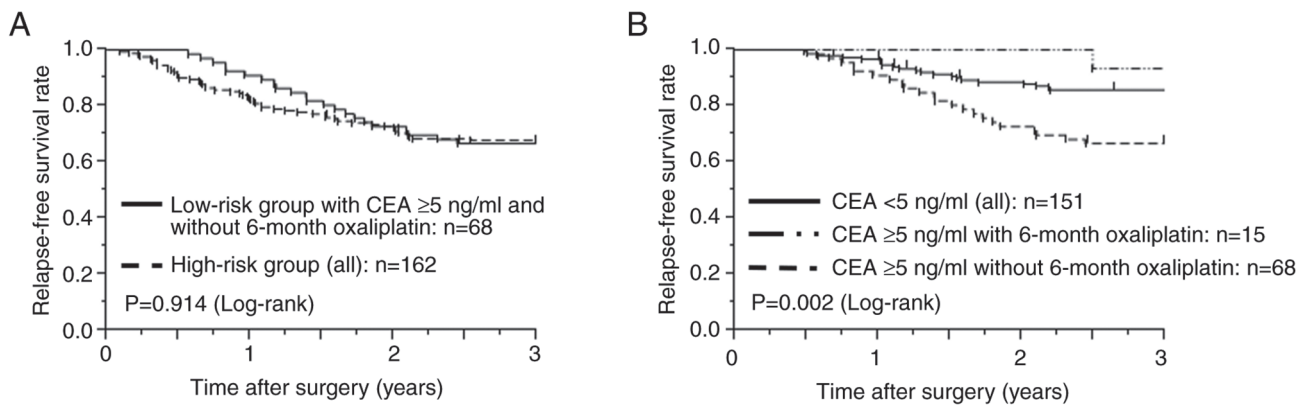 A
Relapse-free survival rate
1.0
0.8
0.6
0.4
0.2
0.0
Low-risk group with CEA ≥5 ng/ml and
without 6-month oxaliplatin: n=68
High-risk group (all): n=162
P=0.914 (Log-rank)
0 1 2 3
Time after surgery (years)
B
Relapse-free survival rate
1.0
0.8
0.6
0.4
0.2
0.0
CEA <5 ng/ml (all): n=151
CEA ≥5 ng/ml with 6-month oxaliplatin: n=15
CEA ≥5 ng/ml without 6-month oxaliplatin: n=68
P=0.002 (Log-rank)
0 1 2 3
Time after surgery (years)